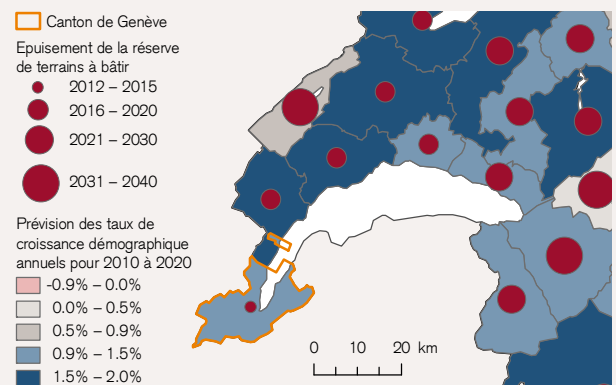 Canton de Genève
Epuisement de la réserve
de terrains à bâtir
2012 – 2015
2016 – 2020
2021 – 2030
2031 – 2040
Prévision des taux de
croissance démographique
annuels pour 2010 à 2020
-0.9% – 0.0%
0.0% – 0.5%
0.5% – 0.9%
0.9% – 1.5%
1.5% – 2.0%
0 10 20 km